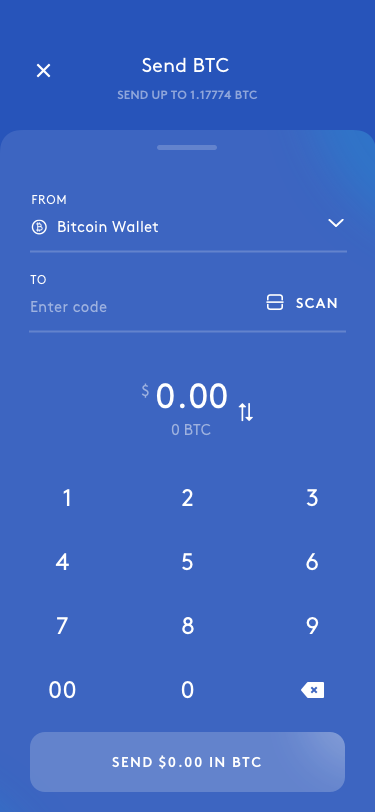 Send BTC
SEND UP TO 1.17774 BTC
FROM
Bitcoin Wallet
TO
Enter code
SCAN
$ 0.00
0 BTC
1 2 3
4 5 6
7 8 9
00 0
SEND $0.00 IN BTC